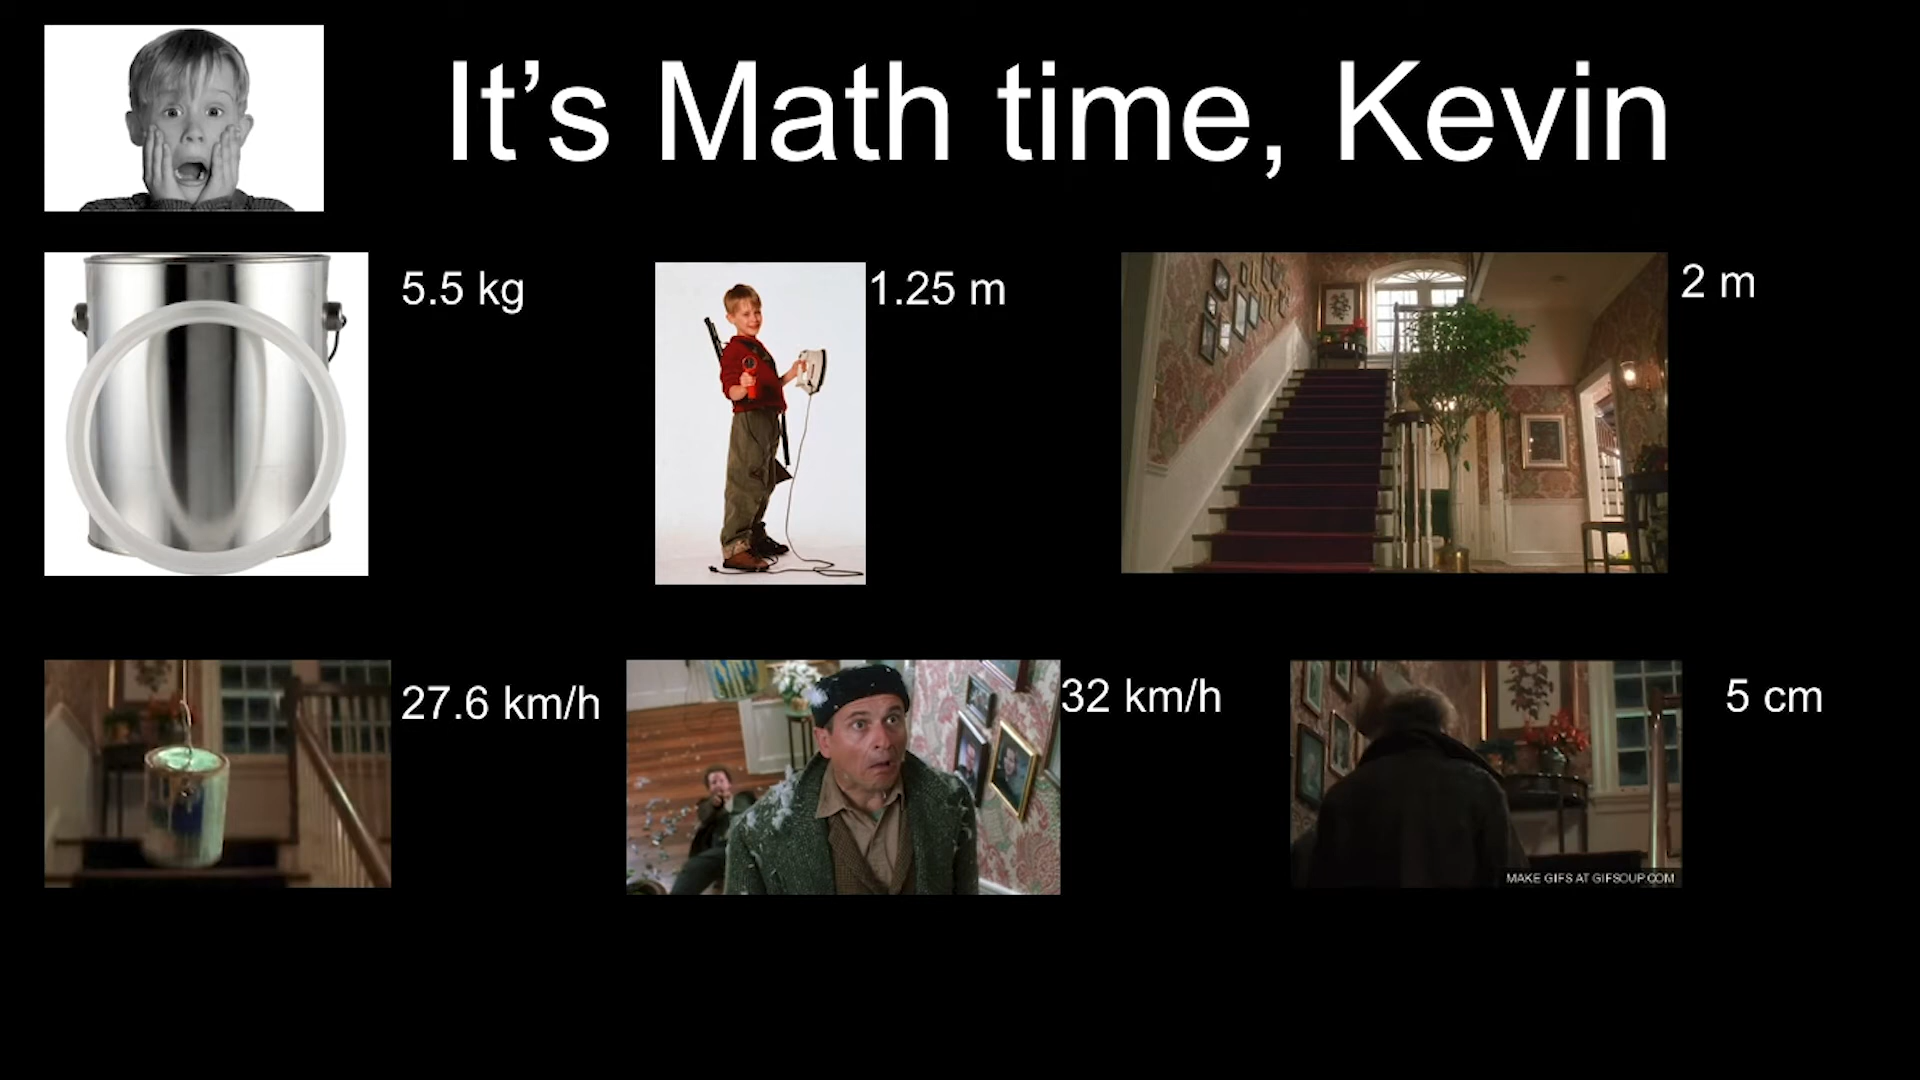 It’s Math time, Kevin
5.5 kg
1.25 m
2 m
27.6 km/h
32 km/h
5 cm
MAKE GIFS AT GIFSOUP.COM